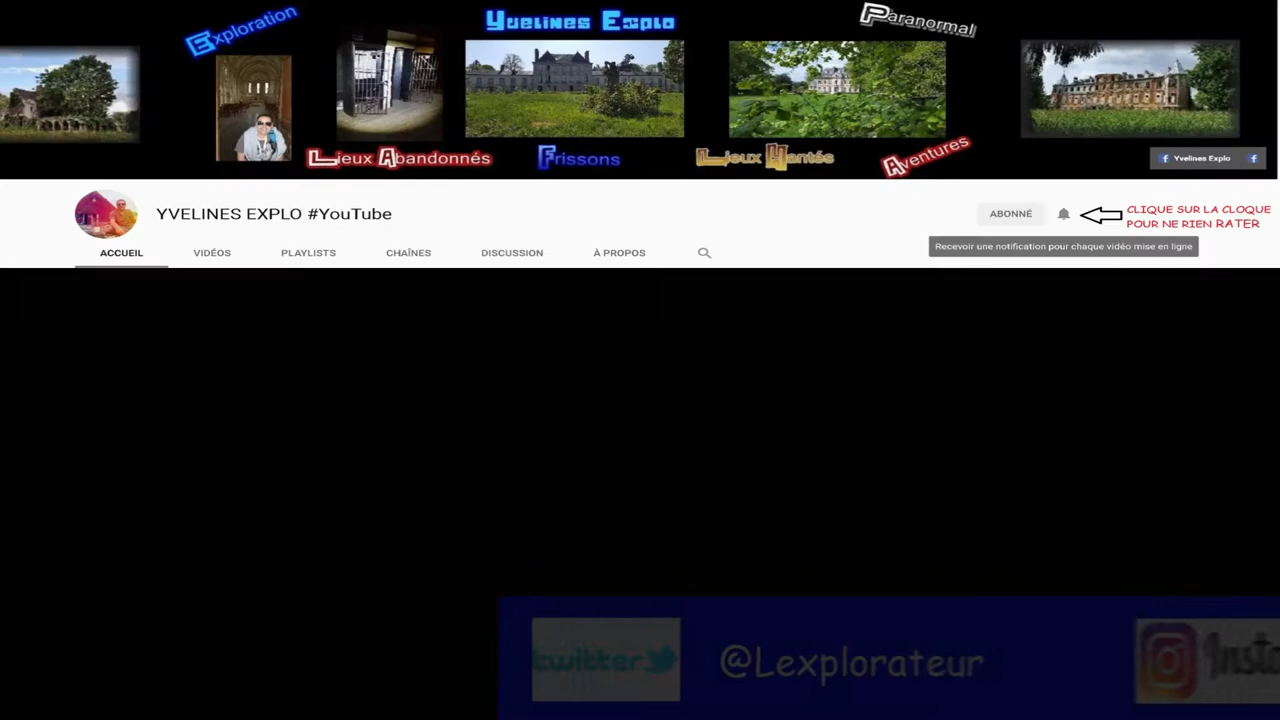 Exploration
Yvelines Explo
Paranormal
Lieux Abandonnés
Frissons
Lieux Hantés
Aventures
Yvelines Explo
YVELINES EXPLO #YouTube
ABONNÉ
CLIQUE SUR LA CLOQUE
POUR NE RIEN RATER
Recevoir une notification pour chaque vidéo mise en ligne
ACCUEIL
VIDÉOS
PLAYLISTS
CHAÎNES
DISCUSSION
À PROPOS
twitter
@Lexplorateur
Insta